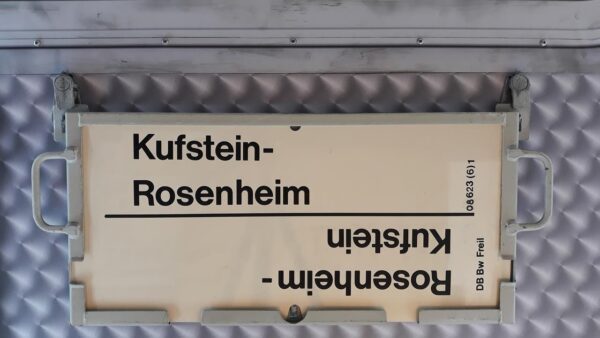 Kufstein-
Rosenheim
08623 (6) 1
Rosenheim-
Kufstein
DB Bw Freil